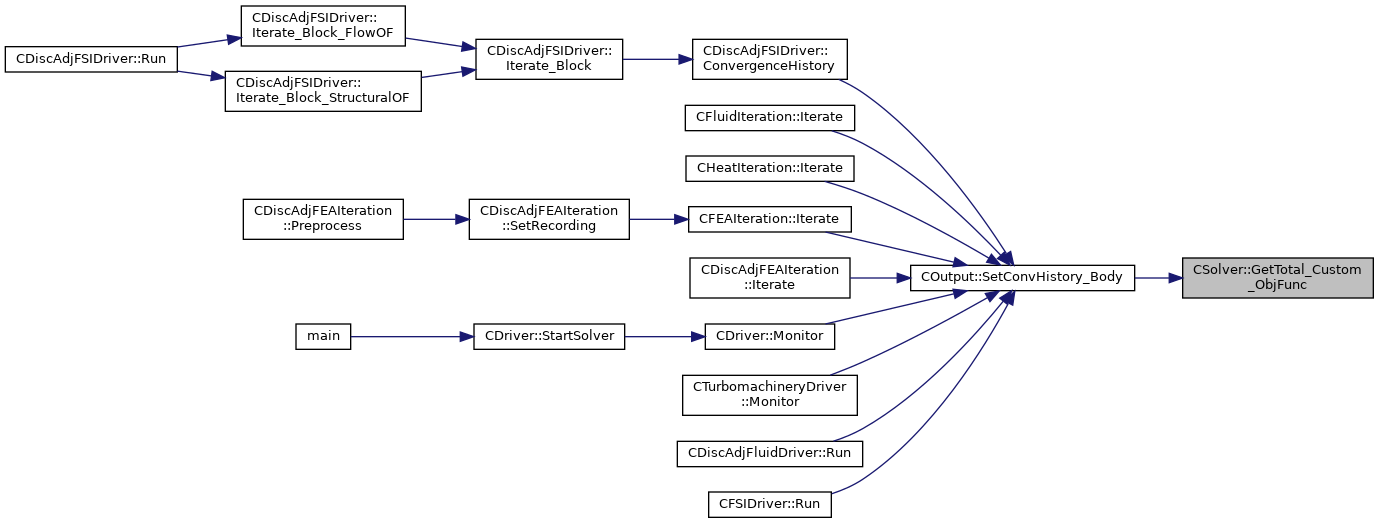 CDiscAdjFSIDriver::Run
CDiscAdjFSIDriver::
Iterate_Block_FlowOF
CDiscAdjFSIDriver::
Iterate_Block_StructuralOF
CDiscAdjFSIDriver::
Iterate_Block
CDiscAdjFSIDriver::
ConvergenceHistory
CFluidIteration::Iterate
CHeatIteration::Iterate
CDiscAdjFEAIteration
::Preprocess
CDiscAdjFEAIteration
::SetRecording
CFEAIteration::Iterate
CDiscAdjFEAIteration
::Iterate
COutput::SetConvHistory_Body
CSolver::GetTotal_Custom
_ObjFunc
main
CDriver::StartSolver
CDriver::Monitor
CTurbomachineryDriver
::Monitor
CDiscAdjFluidDriver::Run
CFSIDriver::Run